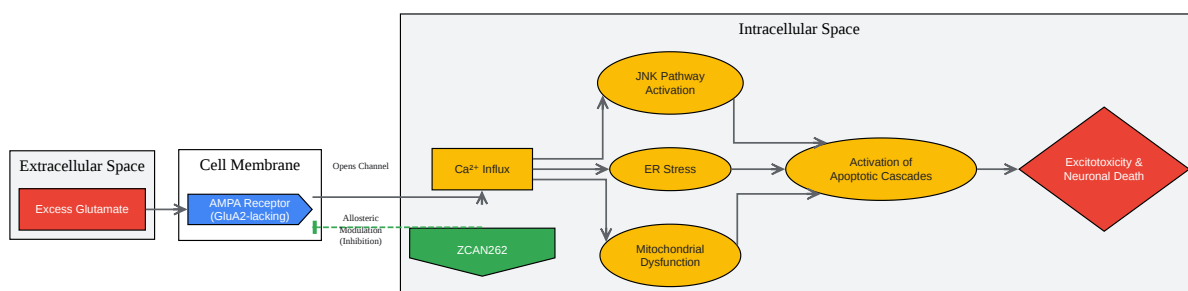 Intracellular Space
JNK Pathway
Activation
Extracellular Space
Cell Membrane
Opens Channel
Ca²⁺ Influx
ER Stress
Activation of
Apoptotic Cascades
Excitotoxicity &
Neuronal Death
Excess Glutamate
AMPA Receptor
(GluA2-lacking)
Allosteric
Modulation
(Inhibition)
ZCAN262
Mitochondrial
Dysfunction